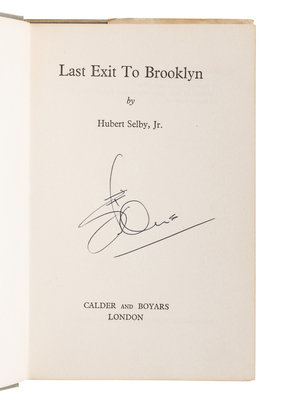 Last Exit To Brooklyn
by
Hubert Selby, Jr.
CALDER AND BOYARS
LONDON